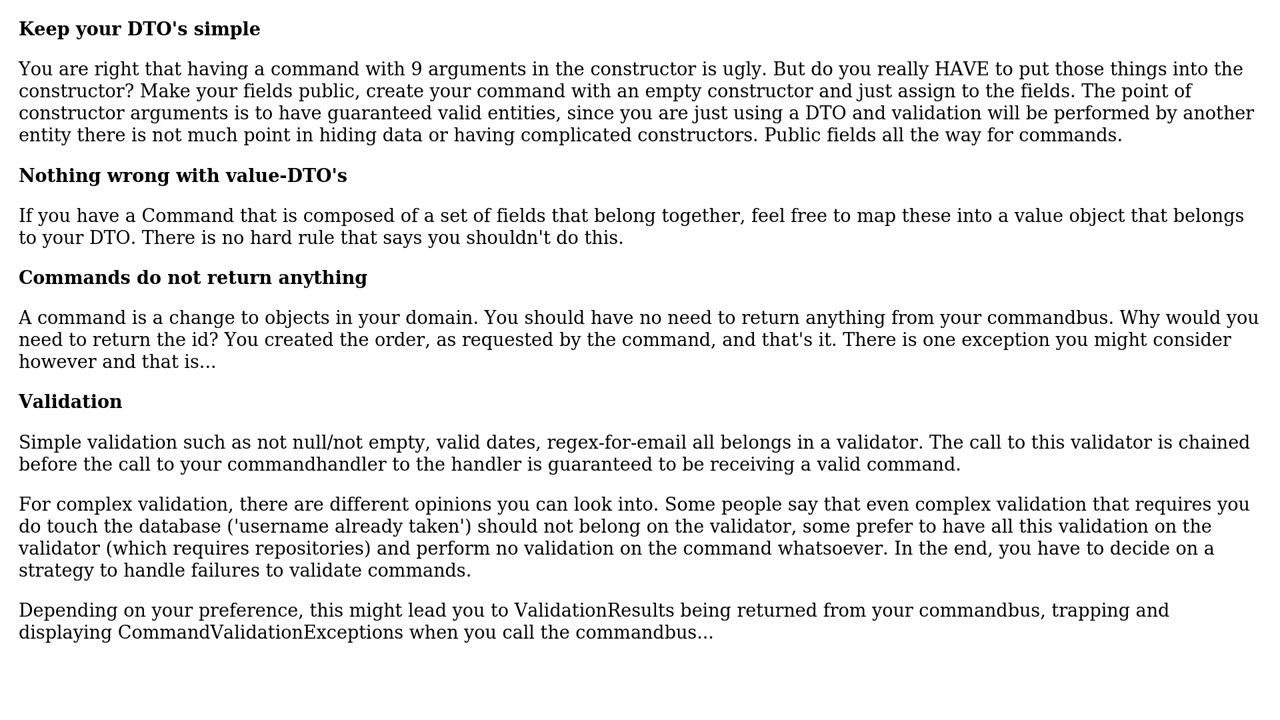 Keep your DTO's simple
You are right that having a command with 9 arguments in the constructor is ugly. But do you really HAVE to put those things into the
constructor? Make your fields public, create your command with an empty constructor and just assign to the fields. The point of
constructor arguments is to have guaranteed valid entities, since you are just using a DTO and validation will be performed by another
entity there is not much point in hiding data or having complicated constructors. Public fields all the way for commands.
Nothing wrong with value-DTO's
If you have a Command that is composed of a set of fields that belong together, feel free to map these into a value object that belongs
to your DTO. There is no hard rule that says you shouldn't do this.
Commands do not return anything
A command is a change to objects in your domain. You should have no need to return anything from your commandbus. Why would you
need to return the id? You created the order, as requested by the command, and that's it. There is one exception you might consider
however and that is...
Validation
Simple validation such as not null/not empty, valid dates, regex-for-email all belongs in a validator. The call to this validator is chained
before the call to your commandhandler to the handler is guaranteed to be receiving a valid command.
For complex validation, there are different opinions you can look into. Some people say that even complex validation that requires you
do touch the database ('username already taken') should not belong on the validator, some prefer to have all this validation on the
validator (which requires repositories) and perform no validation on the command whatsoever. In the end, you have to decide on a
strategy to handle failures to validate commands.
Depending on your preference, this might lead you to ValidationResults being returned from your commandbus, trapping and
displaying CommandValidationExceptions when you call the commandbus...